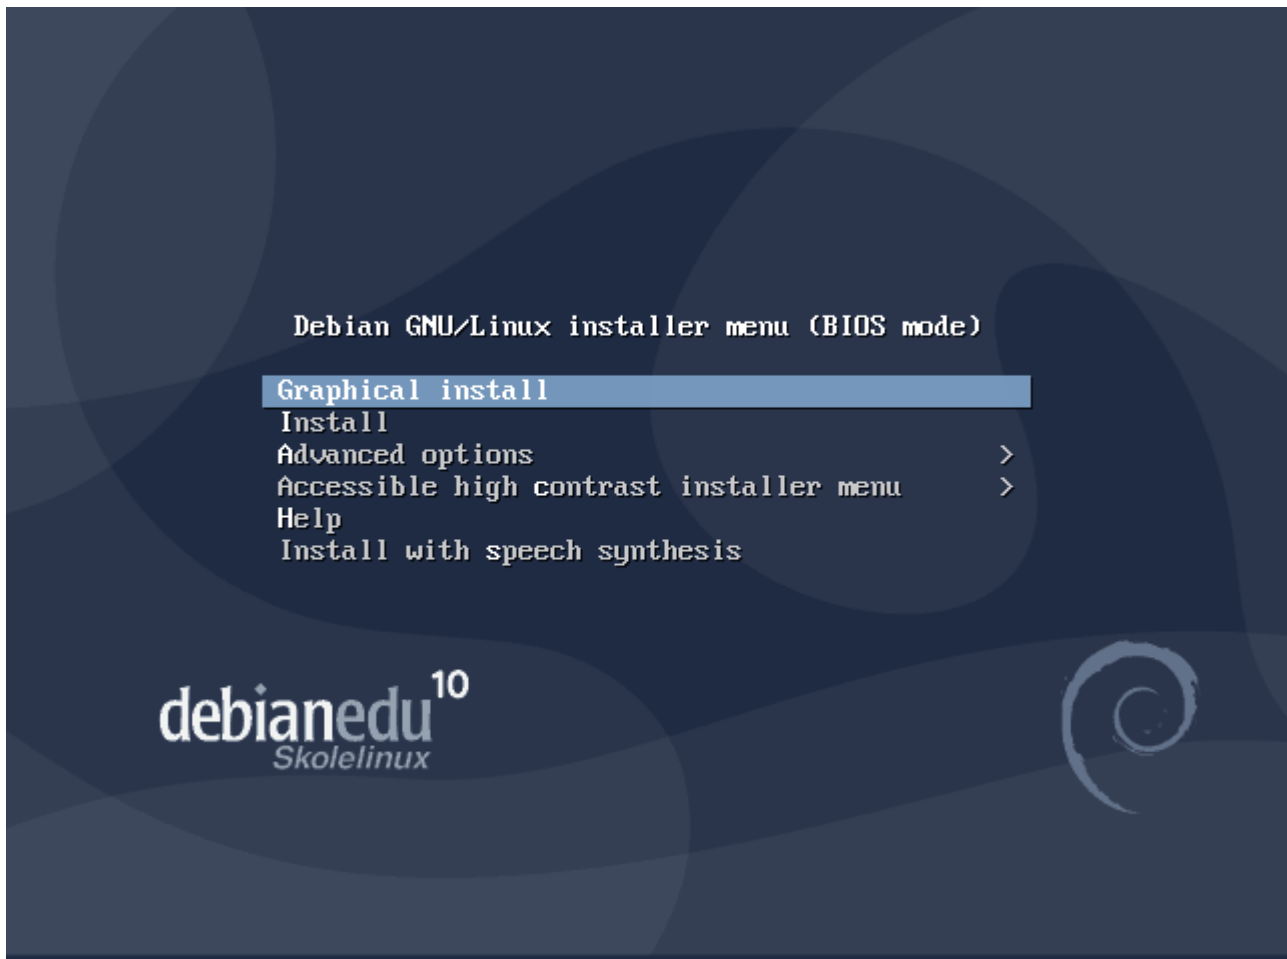 Debian GNU/Linux installer menu (BIOS mode)
Graphical install
Install
Advanced options >
Accessible high contrast installer menu >
Help
Install with speech synthesis
debianedu 10
Skolelinux